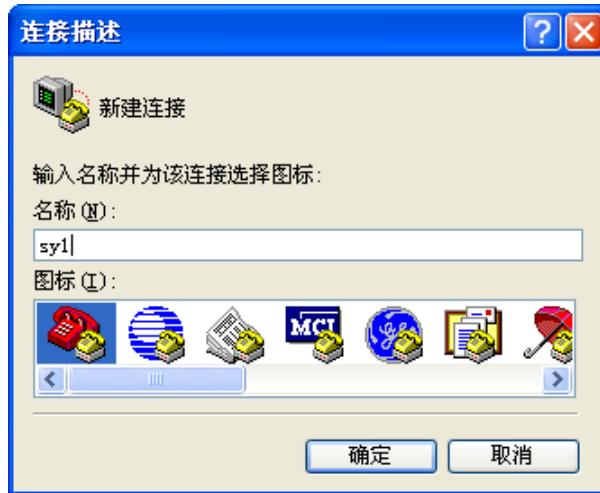 连接描述
新建连接
输入名称并为该连接选择图标:
名称(N):
sy1
图标(I):
MCI
确定
取消